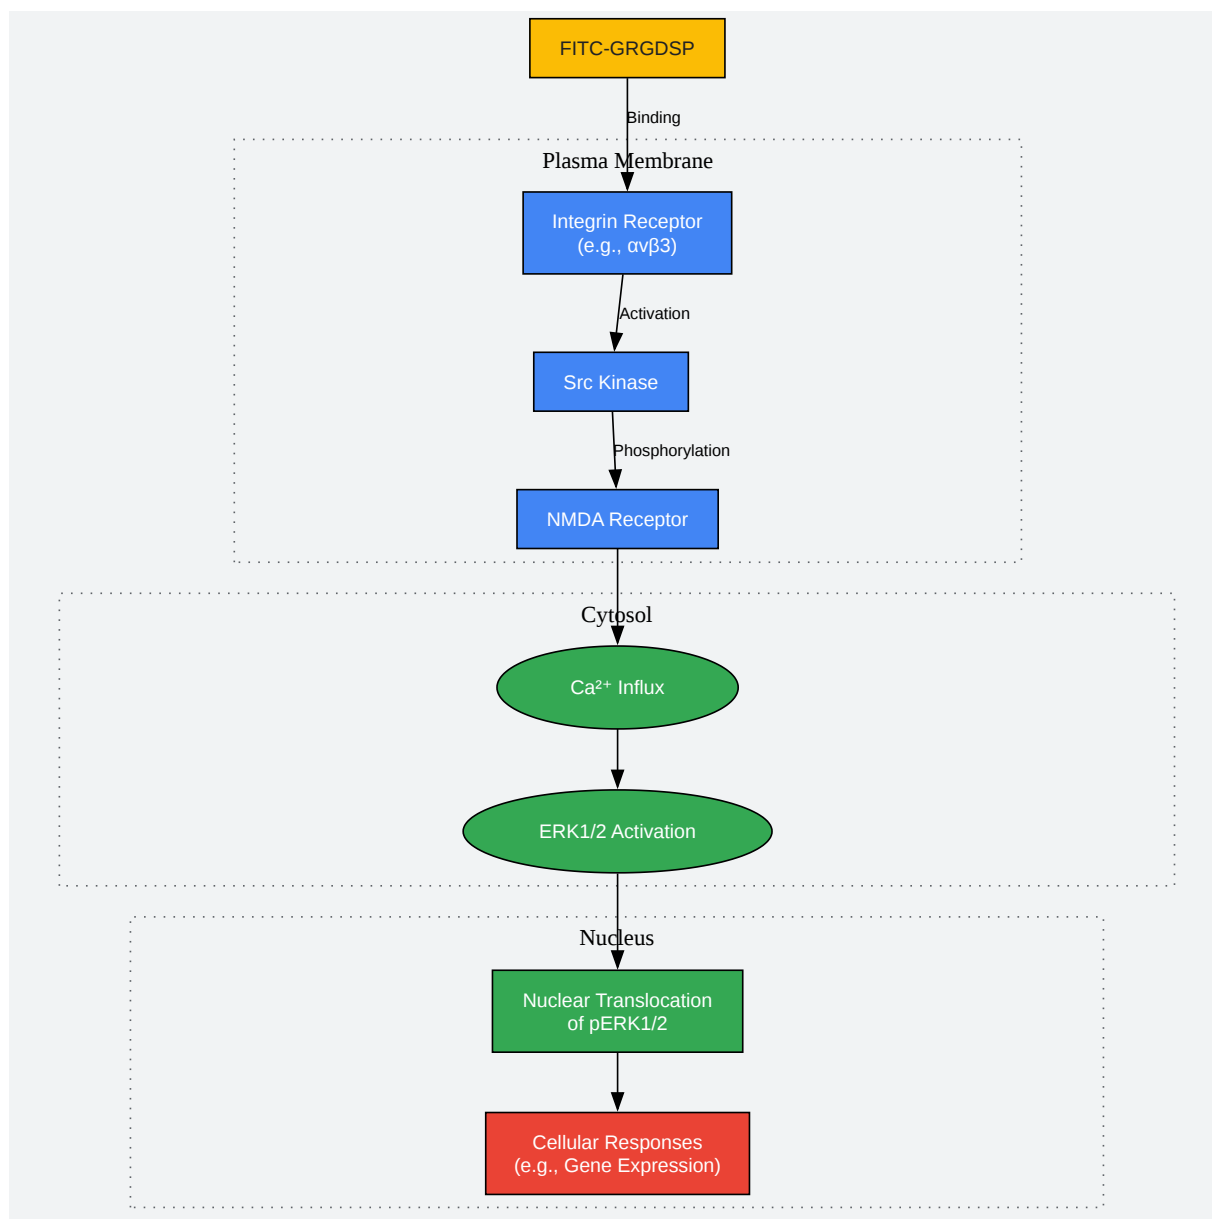 FITC-GRGDSP
Binding
Plasma Membrane
Integrin Receptor
(e.g., αvβ3)
Activation
Src Kinase
Phosphorylation
NMDA Receptor
Cytosol
Ca²⁺ Influx
ERK1/2 Activation
Nucleus
Nuclear Translocation
of pERK1/2
Cellular Responses
(e.g., Gene Expression)